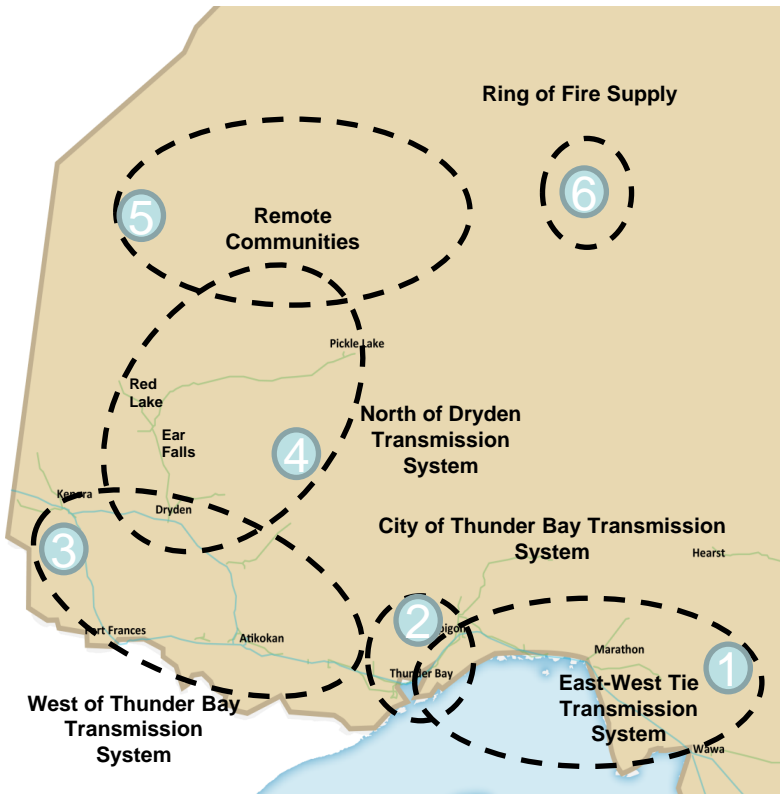 Ring of Fire Supply
6
5
Remote
Communities
Pickle Lake
Red
Lake
Ear
Falls
4
North of Dryden
Transmission
System
Kenora
Dryden
3
City of Thunder Bay Transmission
System
Hearst
2
Fort Frances
Atikokan
Marathon
1
Thunder Bay
East-West Tie
Transmission
System
West of Thunder Bay
Transmission
System
Wawa